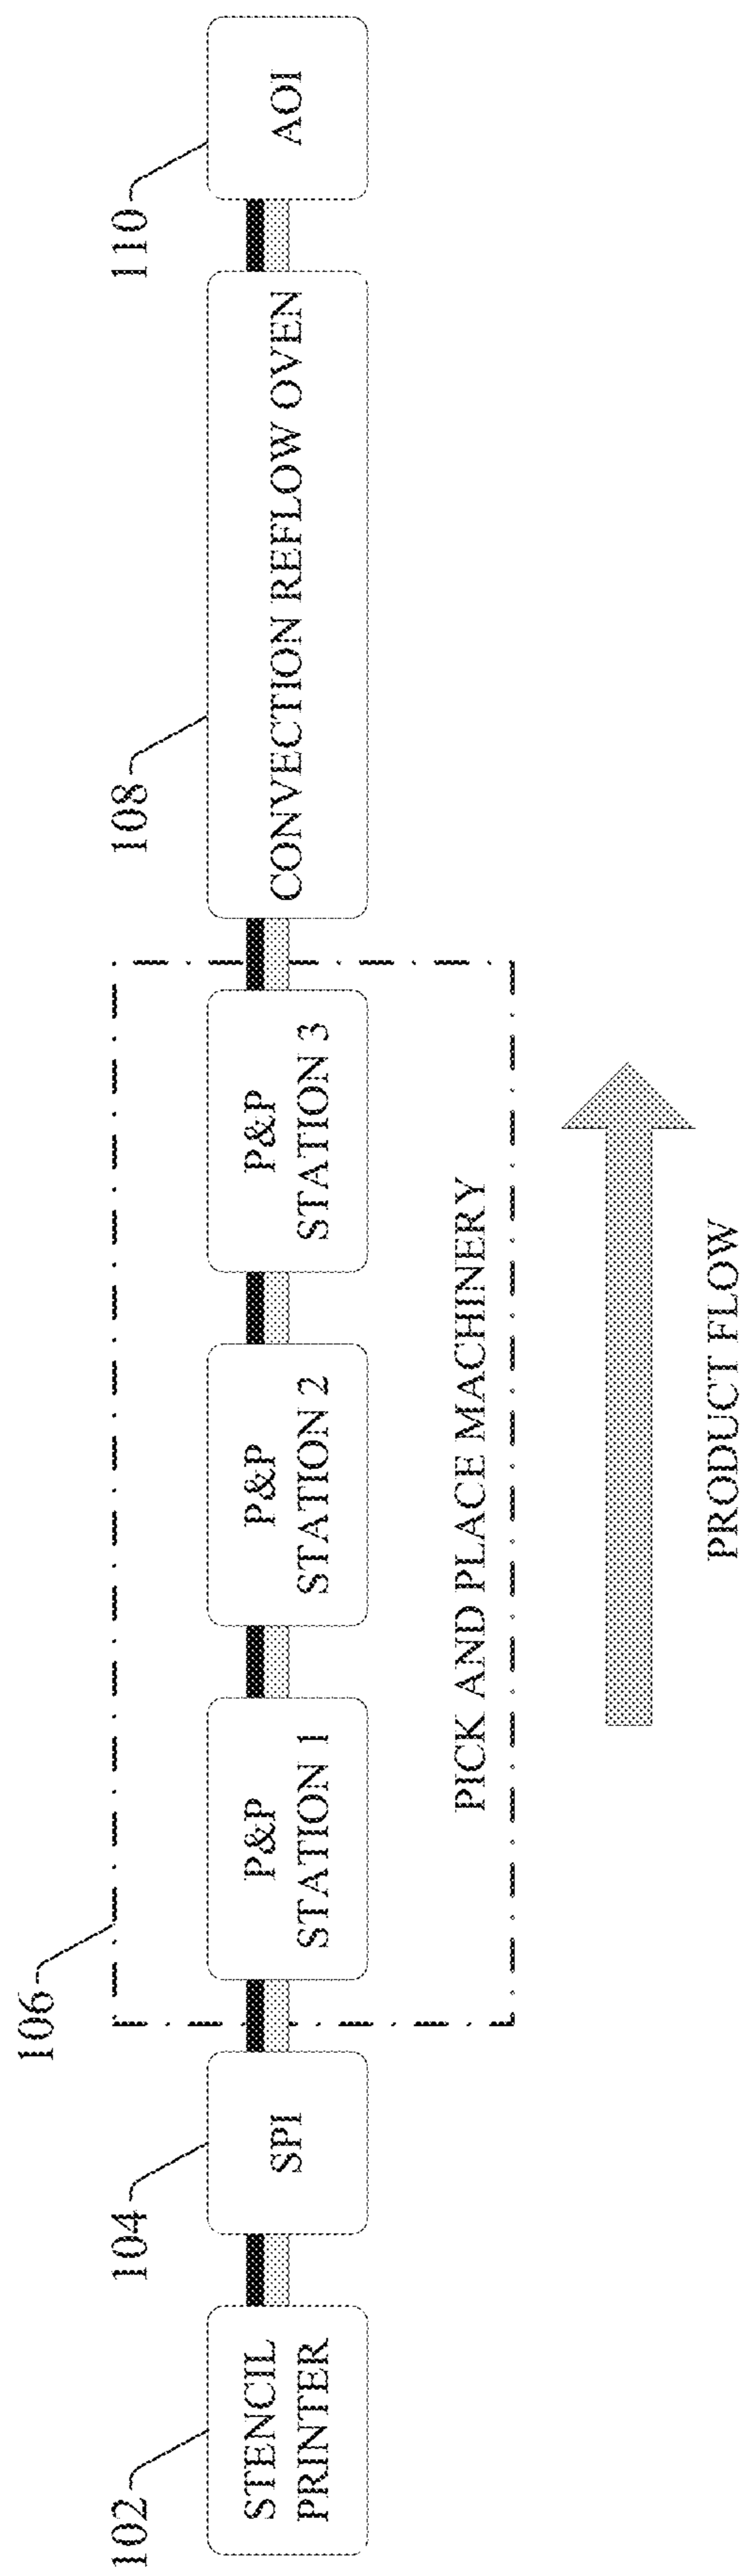 102
STENCIL
PRINTER
104
SPI
106
P&P
STATION 1
P&P
STATION 2
P&P
STATION 3
PICK AND PLACE MACHINERY
108
CONVECTION REFLOW OVEN
110
AOI
PRODUCT FLOW